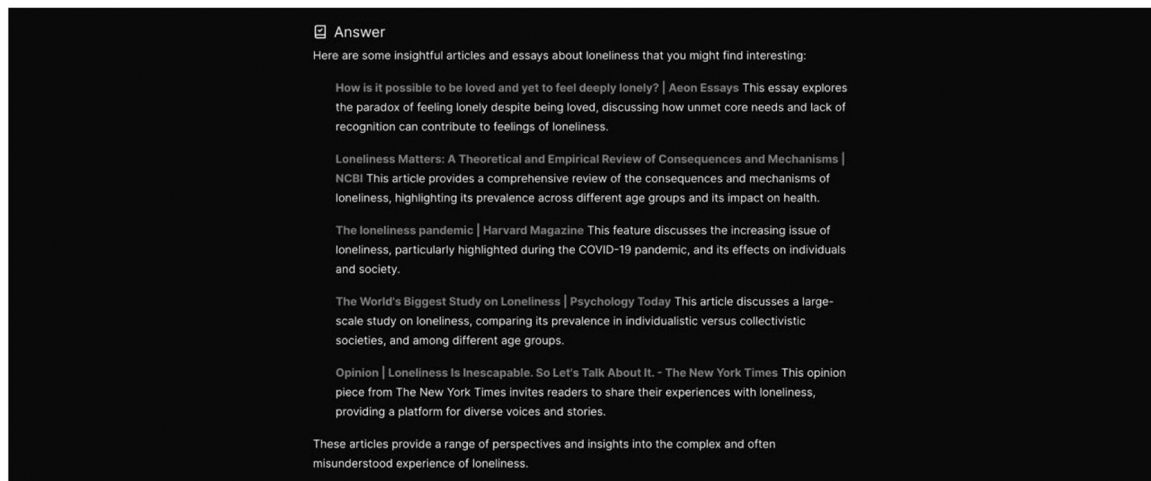 Answer
Here are some insightful articles and essays about loneliness that you might find interesting:
How is it possible to be loved and yet to feel deeply lonely? | Aeon Essays This essay explores
the paradox of feeling lonely despite being loved, discussing how unmet core needs and lack of
recognition can contribute to feelings of loneliness.
Loneliness Matters: A Theoretical and Empirical Review of Consequences and Mechanisms |
NCBI This article provides a comprehensive review of the consequences and mechanisms of
loneliness, highlighting its prevalence across different age groups and its impact on health.
The loneliness pandemic | Harvard Magazine This feature discusses the increasing issue of
loneliness, particularly highlighted during the COVID-19 pandemic, and its effects on individuals
and society.
The World's Biggest Study on Loneliness | Psychology Today This article discusses a large-
scale study on loneliness, comparing its prevalence in individualistic versus collectivistic
societies, and among different age groups.
Opinion | Loneliness Is Inescapable. So Let's Talk About It. - The New York Times This opinion
piece from The New York Times invites readers to share their experiences with loneliness,
providing a platform for diverse voices and stories.
These articles provide a range of perspectives and insights into the complex and often
misunderstood experience of loneliness.